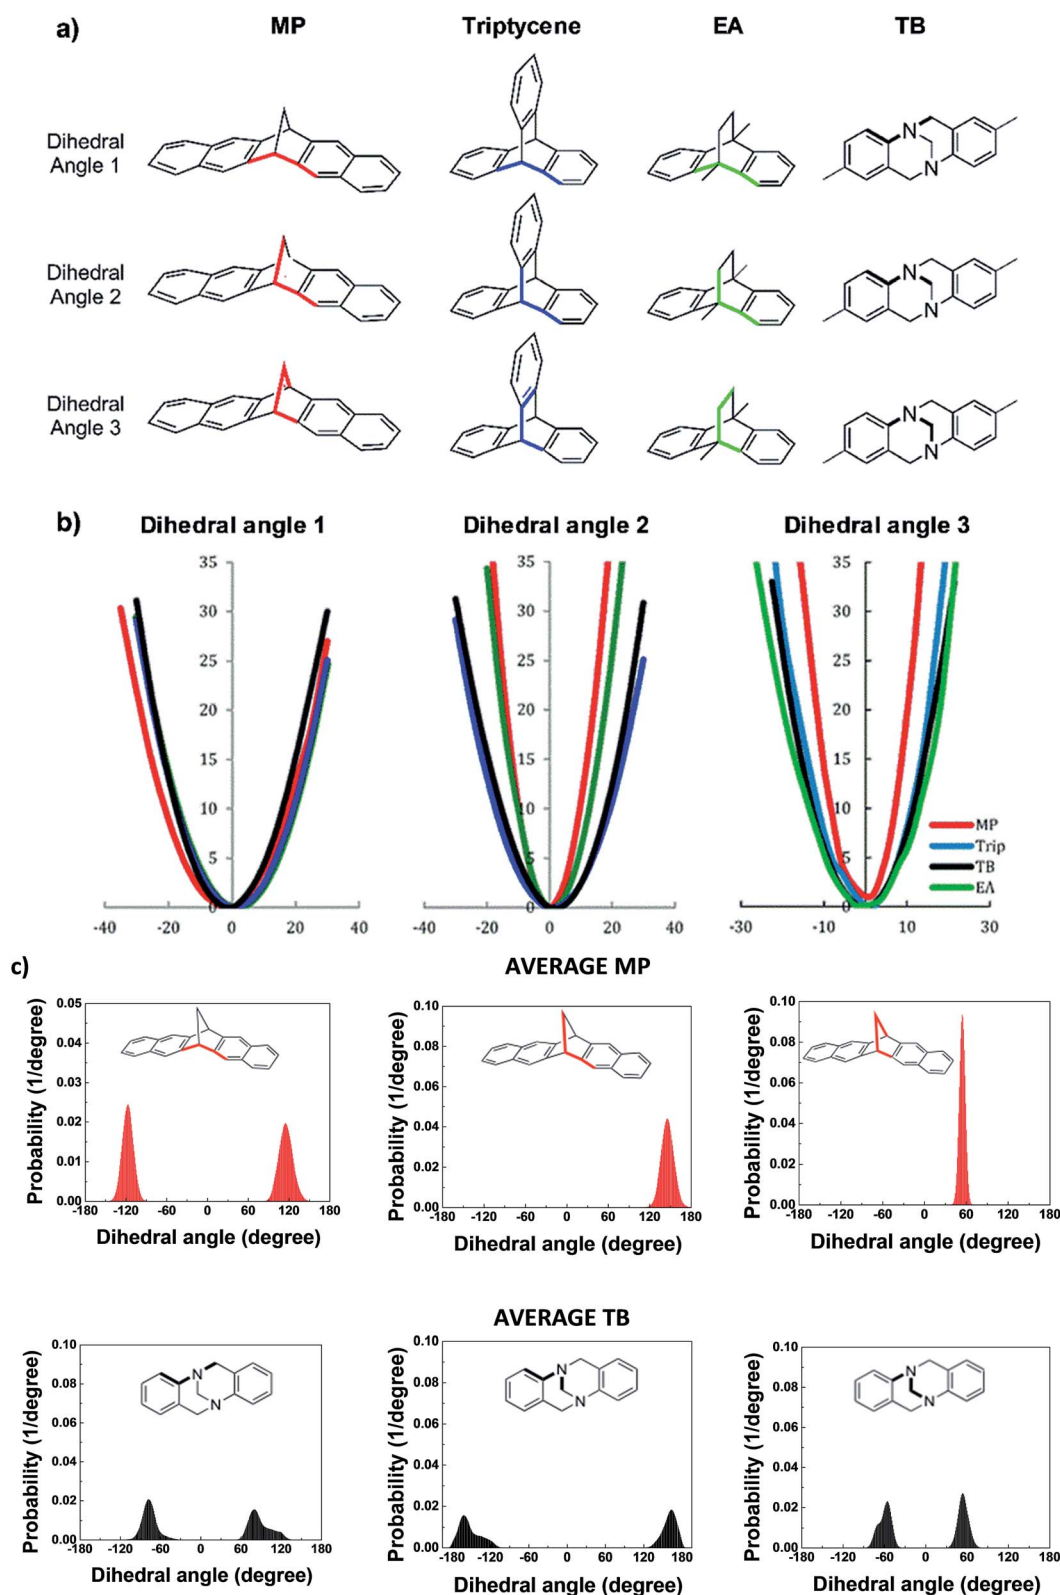 a)
MP Triptycene EA TB
Dihedral
Angle 1
N
N
Dihedral
Angle 2
N
N
Dihedral
Angle 3
N
N
b)
Dihedral angle 1 Dihedral angle 2 Dihedral angle 3
35 35 35
30 30 30
25 25 25
20 20 20
15 15 15
10 10 10
5 5 5
0 0 0
MP
Trip
TB
EA
-40 -20 0 20 40 -40 -20 0 20 40 -30 -10 10 30
c)
AVERAGE MP
Probability (1/degree)
0.05
0.04
0.03
0.02
0.01
0.00
-180 -120 -60 0 60 120 180
Dihedral angle (degree)
Probability (1/degree)
0.10
0.08
0.06
0.04
0.02
0.00
-180 -120 -60 0 60 120 180
Dihedral angle (degree)
Probability (1/degree)
0.10
0.08
0.06
0.04
0.02
0.00
-180 -120 -60 0 60 120 180
Dihedral angle (degree)
AVERAGE TB
Probability (1/degree)
0.10
0.08
0.06
0.04
0.02
0.00
N
N
-180 -120 -60 0 60 120 180
Dihedral angle (degree)
Probability (1/degree)
0.10
0.08
0.06
0.04
0.02
0.00
N
N
-180 -120 -60 0 60 120 180
Dihedral angle (degree)
Probability (1/degree)
0.10
0.08
0.06
0.04
0.02
0.00
N
N
-180 -120 -60 0 60 120 180
Dihedral angle (degree)